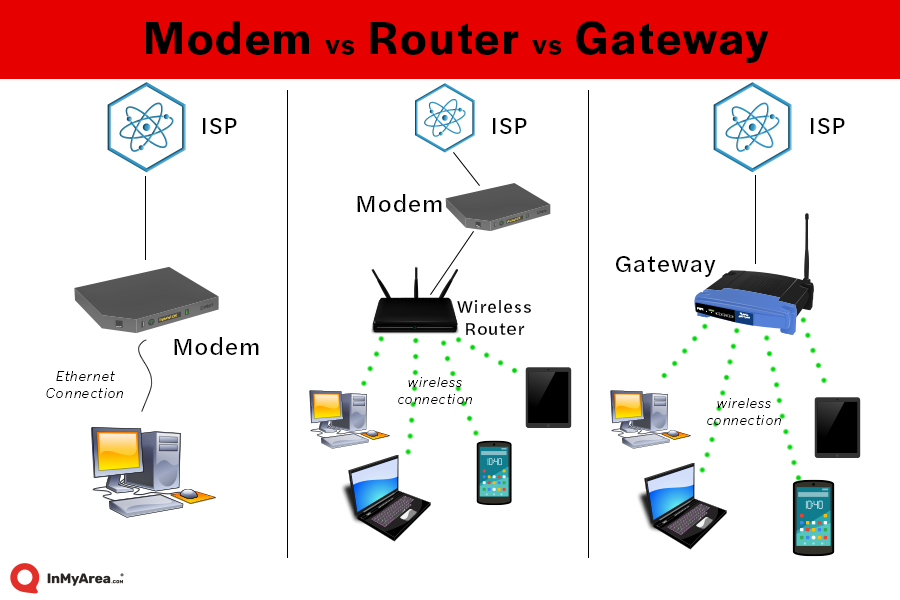 Modem vs Router vs Gateway
ISP
Modem
Ethernet
Connection
ISP
Modem
Wireless
Router
wireless
connection
10:40
ISP
Gateway
wireless
connection
10:40
InMyArea.com